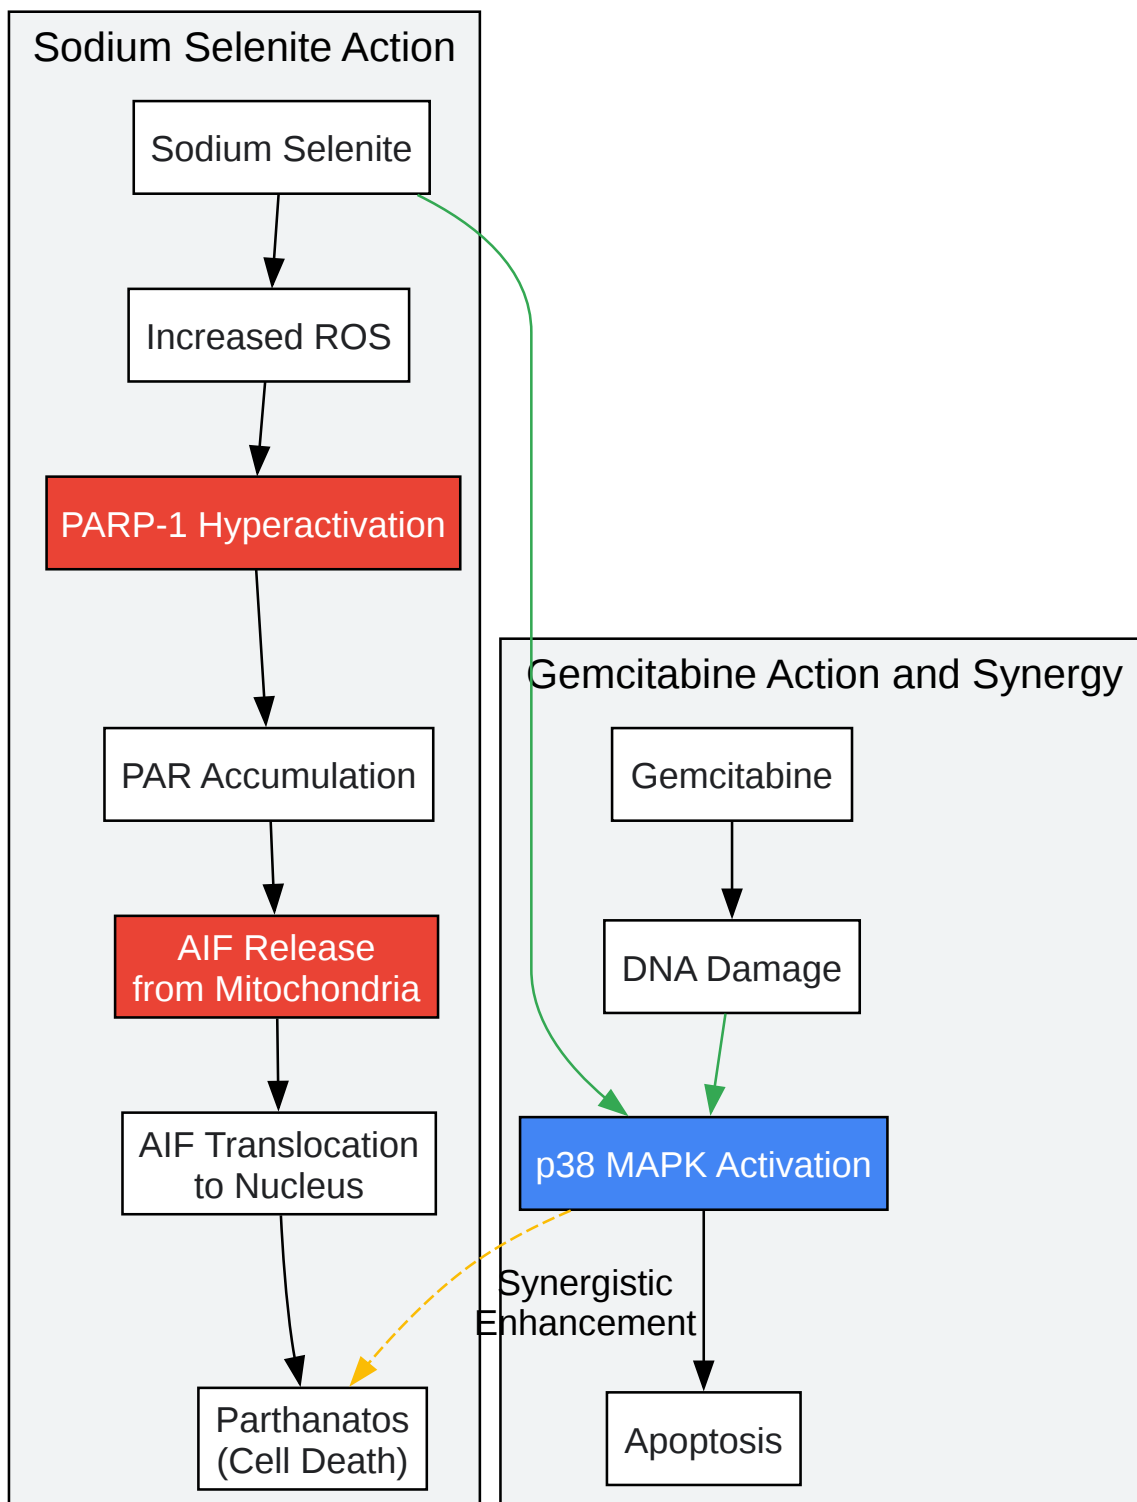 Sodium Selenite Action
Sodium Selenite
Increased ROS
PARP-1 Hyperactivation
PAR Accumulation
AIF Release
from Mitochondria
AIF Translocation
to Nucleus
Parthanatos
(Cell Death)
Gemcitabine Action and Synergy
Gemcitabine
DNA Damage
p38 MAPK Activation
Synergistic
Enhancement
Apoptosis